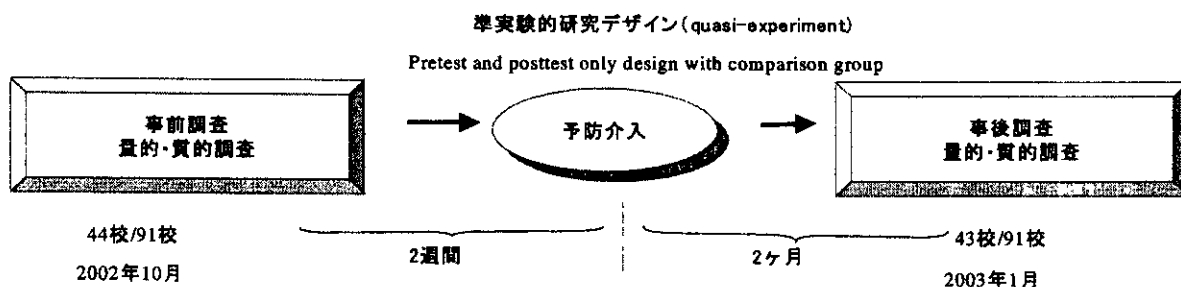 準実験的研究デザイン(quasi-experiment)
Pretest and posttest only design with comparison group
事前調査
量的・質的調査
予防介入
事後調査
量的・質的調査
44校/91校
2週間
2ヶ月
43校/91校
2002年10月
2003年1月